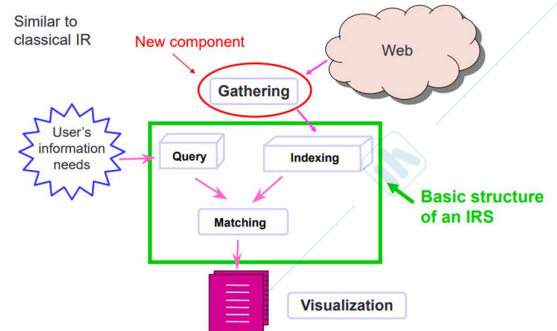 Similar to
classical IR
New component
Web
Gathering
User's
information
needs
Query
Indexing
Basic structure
of an IRS
Matching
Visualization